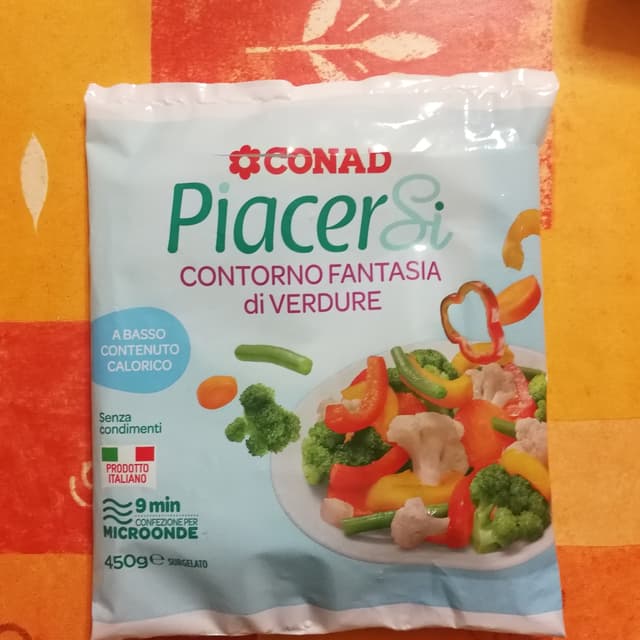 CONAD
PiacerSi
CONTORNO FANTASIA
di VERDURE
A BASSO
CONTENUTO
CALORICO
Senza
condimenti
PRODOTTO
ITALIANO
9 min
CONFEZIONE PER
MICROONDE
450g℮ SURGELATO